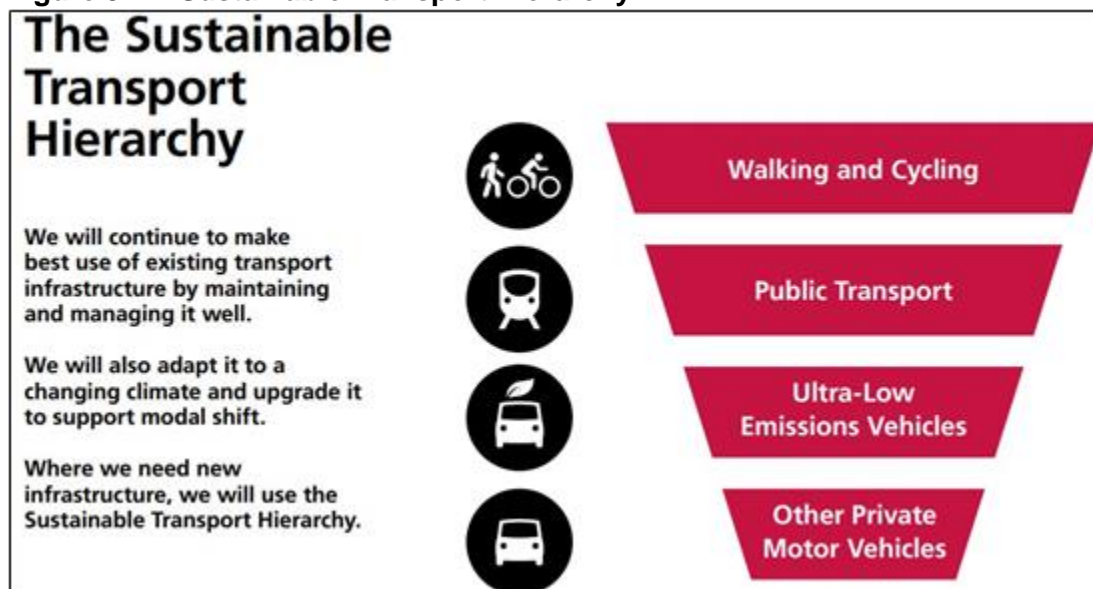 The Sustainable
Transport
Hierarchy
We will continue to make
best use of existing transport
infrastructure by maintaining
and managing it well.
We will also adapt it to a
changing climate and upgrade it
to support modal shift.
Where we need new
infrastructure, we will use the
Sustainable Transport Hierarchy.
Walking and Cycling
Public Transport
Ultra-Low
Emissions Vehicles
Other Private
Motor Vehicles